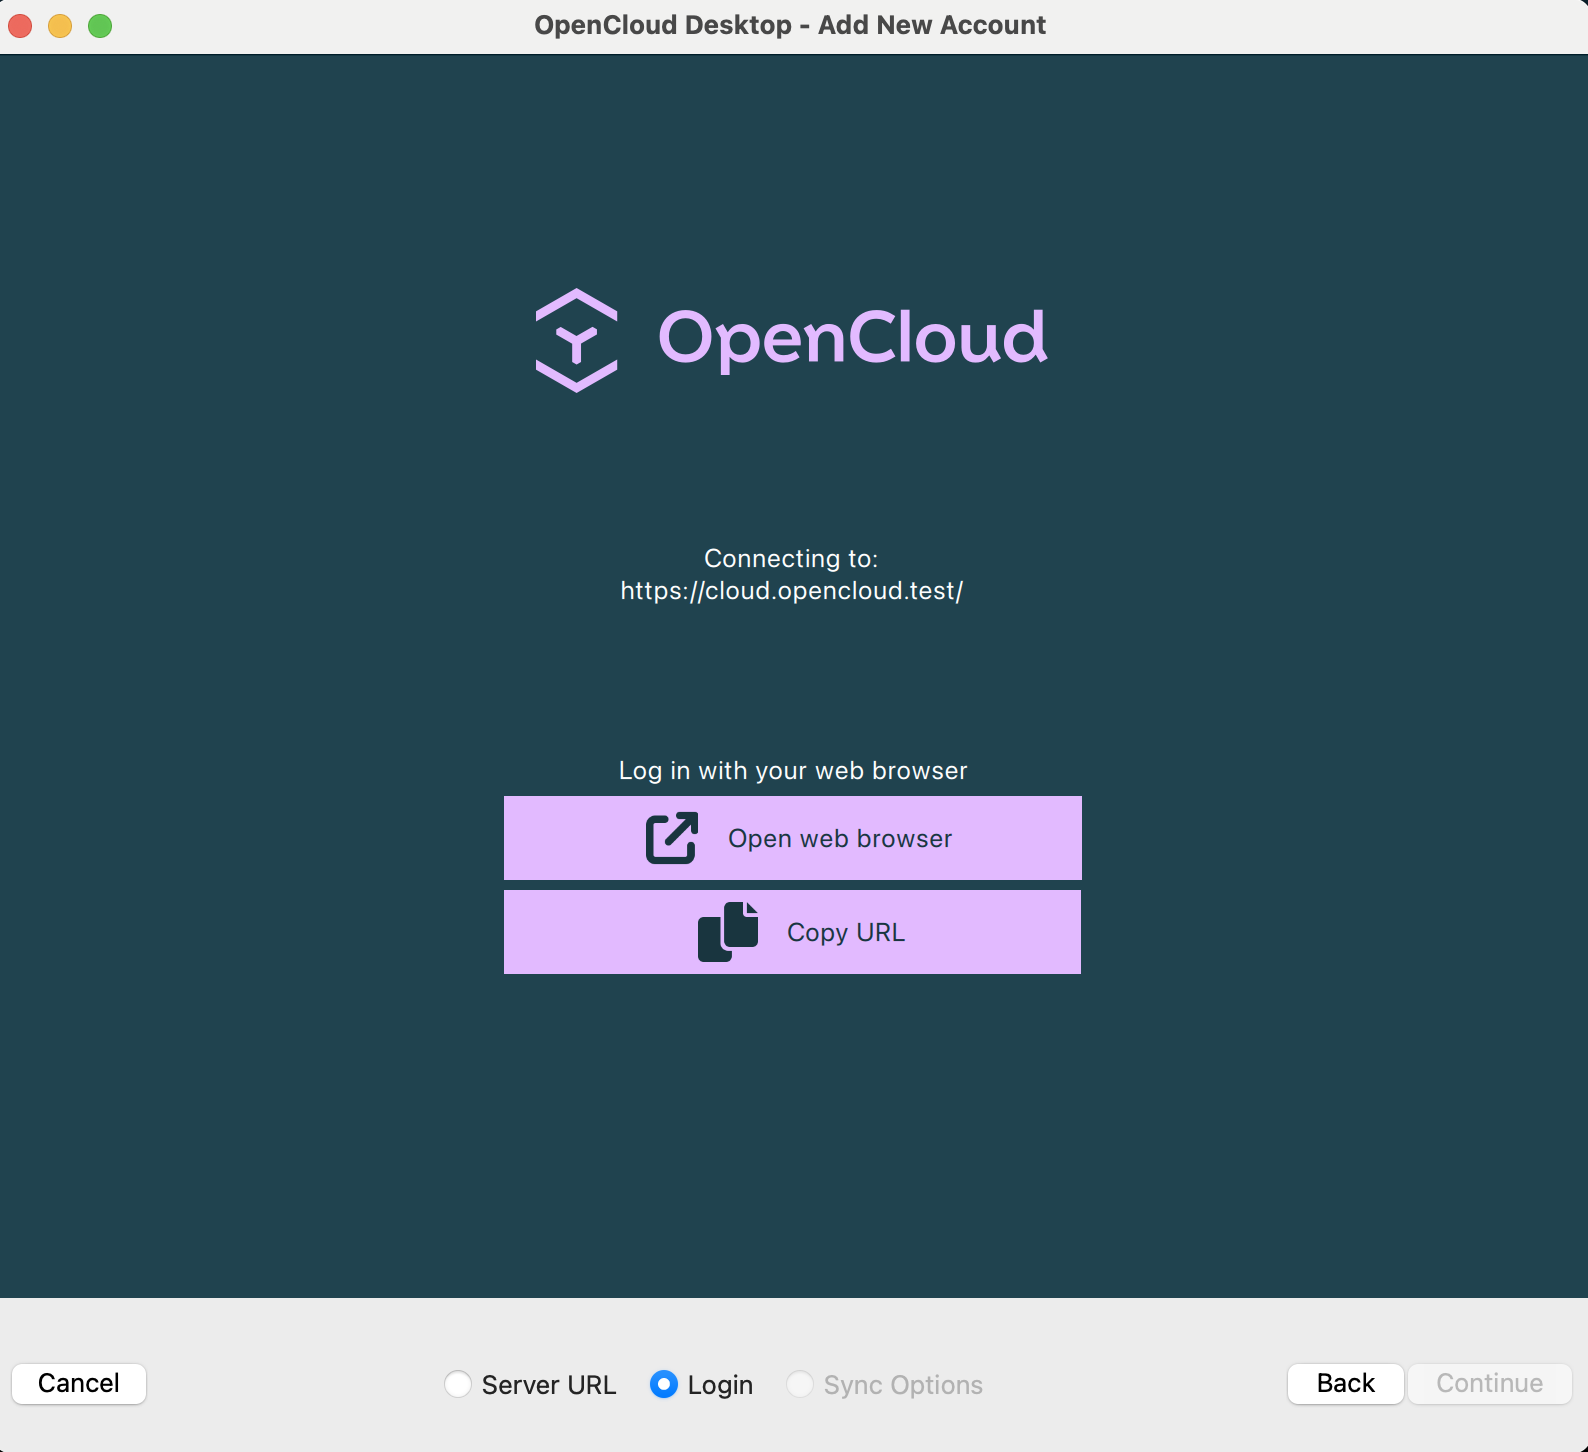 OpenCloud Desktop - Add New Account
OpenCloud
Connecting to:
https://cloud.opencloud.test/
Log in with your web browser
Open web browser
Copy URL
Cancel
Server URL
Login
Sync Options
Back
Continue